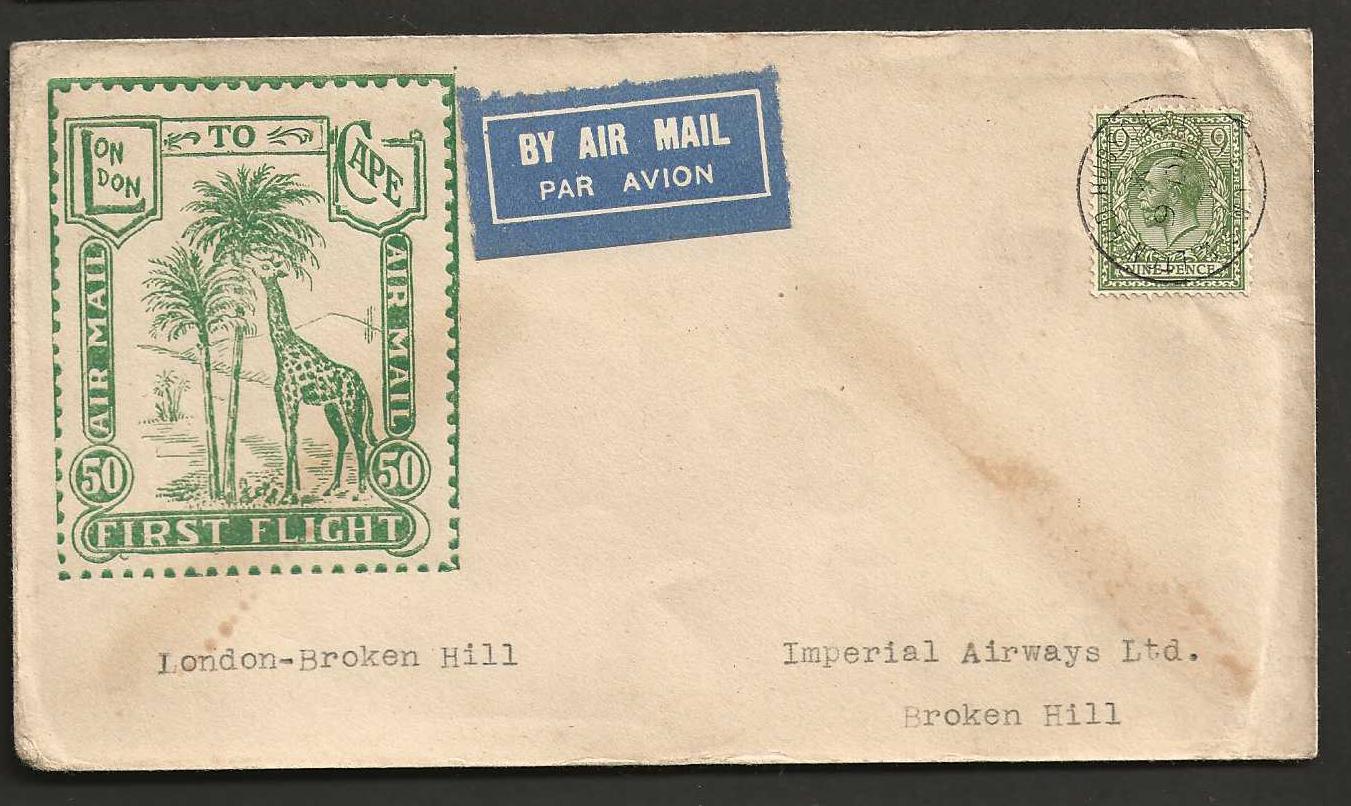 LONDON TO CAPE
AIR MAIL
AIR MAIL
50 50
FIRST FLIGHT
BY AIR MAIL
PAR AVION
9 9
NINE PENCE
London-Broken Hill
Imperial Airways Ltd.
Broken Hill